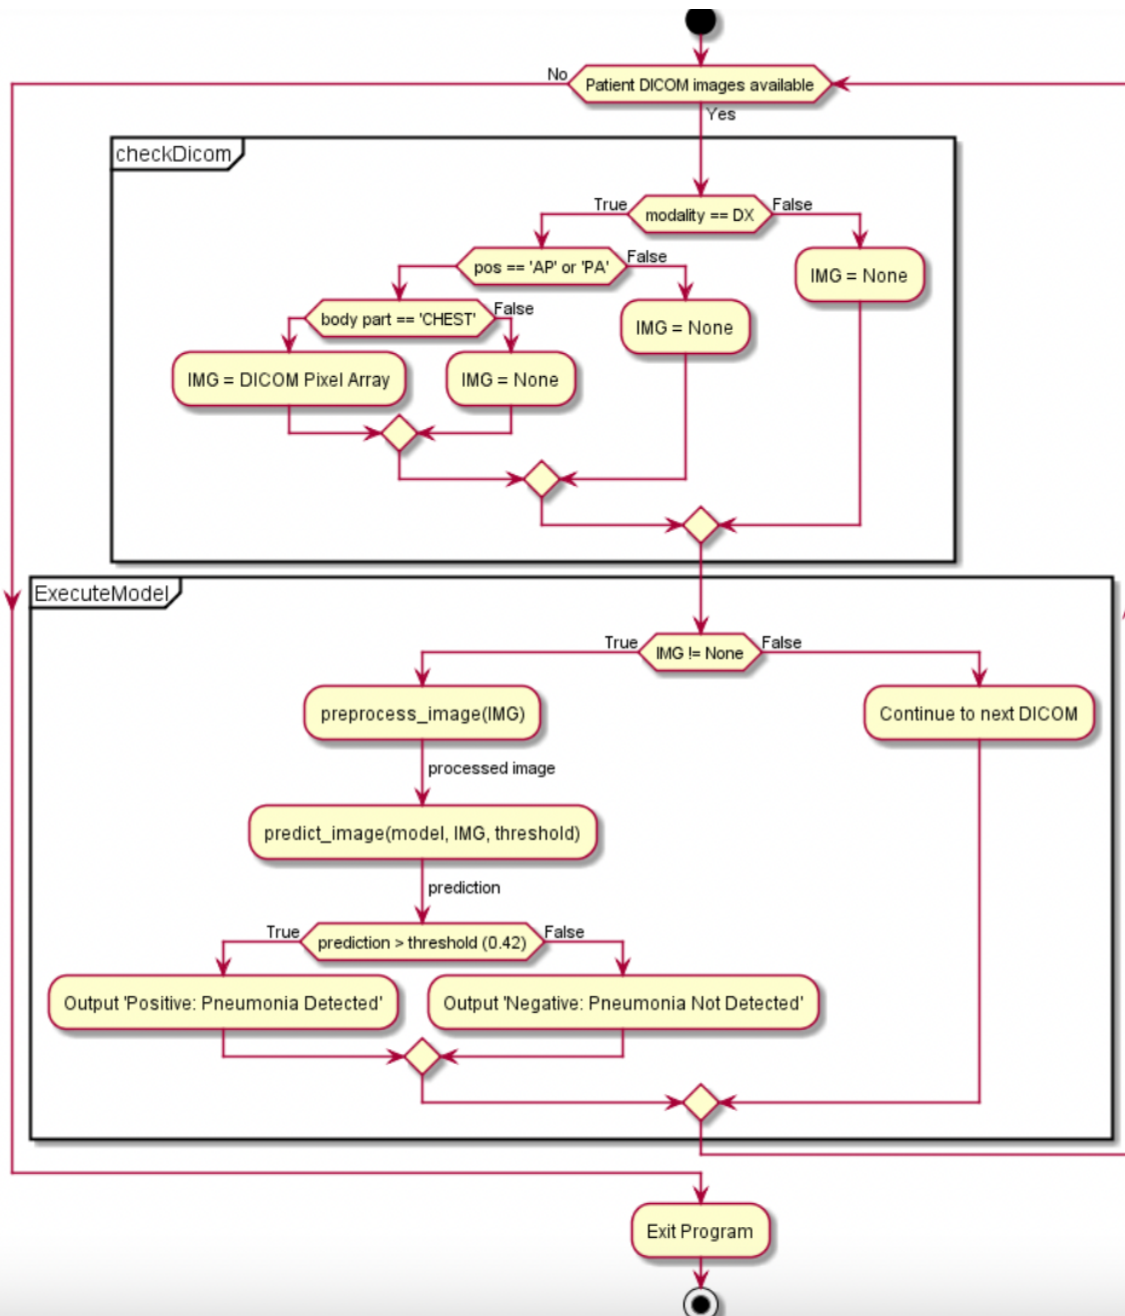 No
Patient DICOM images available
Yes
checkDicom
True
modality == DX
False
pos == 'AP' or 'PA'
False
IMG = None
body part == 'CHEST'
False
IMG = None
IMG = DICOM Pixel Array
IMG = None
ExecuteModel
True
IMG != None
False
preprocess_image(IMG)
Continue to next DICOM
processed image
predict_image(model, IMG, threshold)
prediction
True
prediction > threshold (0.42)
False
Output 'Positive: Pneumonia Detected'
Output 'Negative: Pneumonia Not Detected'
Exit Program